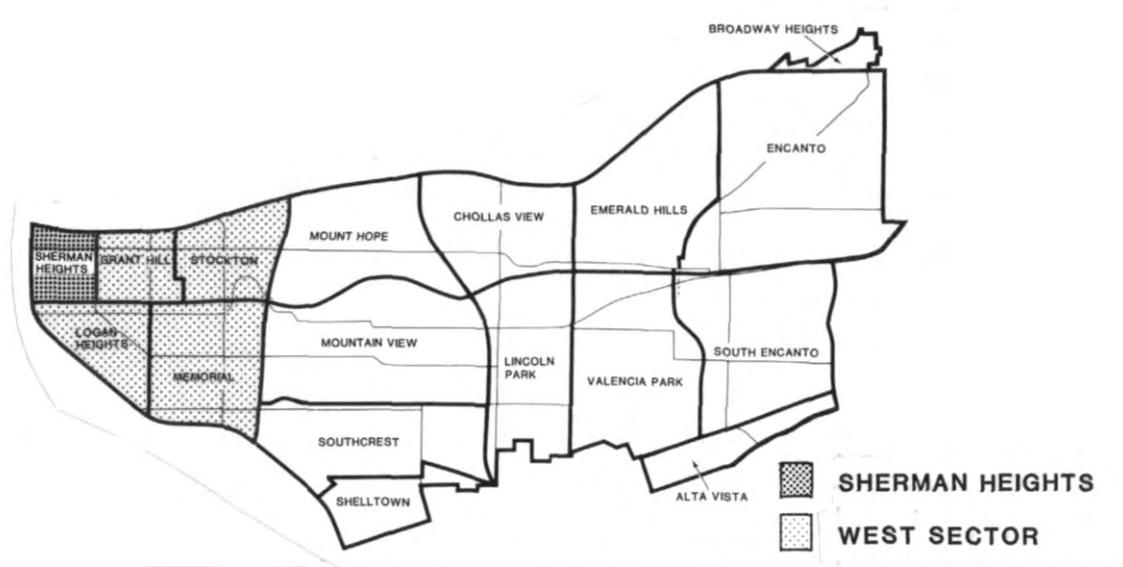 BROADWAY HEIGHTS
ENCANTO
EMERALD HILLS
CHOLLAS VIEW
MOUNT HOPE
SHERMAN
HEIGHTS
GRANT HILL
STOCKTON
LOGAN
HEIGHTS
MEMORIAL
MOUNTAIN VIEW
LINCOLN
PARK
VALENCIA PARK
SOUTH ENCANTO
SOUTHCREST
SHELLTOWN
ALTA VISTA
SHERMAN HEIGHTS
WEST SECTOR